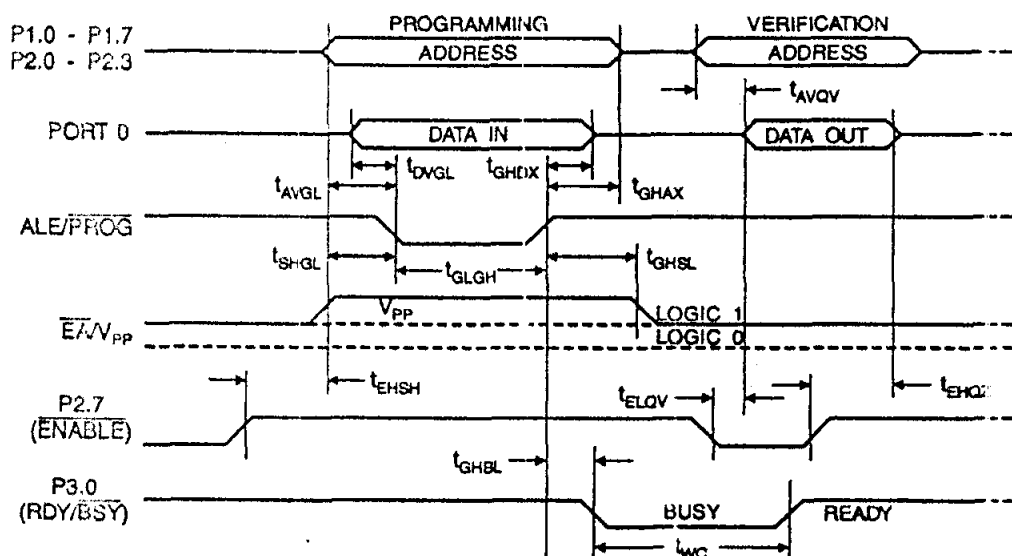 PROGRAMMING VERIFICATION
P1.0 - P1.7
P2.0 - P2.3
ADDRESS ADDRESS
tAVQV
PORT 0 DATA IN DATA OUT
tDVGL tGHDX
tAVGL tGHAX
ALE/PROG
tSHGL tGLGH tGHSL
VPP LOGIC 1
EA/VPP LOGIC 0
tEHSH tELQV tEHQZ
P2.7
(ENABLE)
tGHBL
P3.0
(RDY/BSY) BUSY READY
tWC